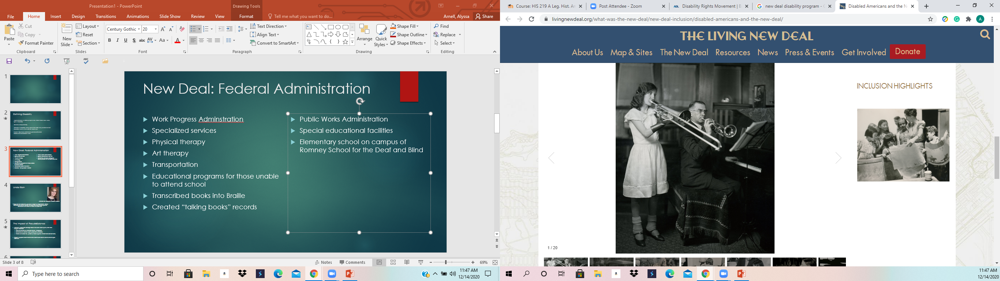 Presentation1 - PowerPoint
Drawing Tools
File Home Insert Design Transitions Animations Slide Show Review View Format Tell me what you want to do... Arnell, Alyssa Share
Paste
Cut
Copy
Format Painter
Clipboard
New Slide
Layout
Reset
Section
Slides
Century Gothic 20
B I U S abc AV Aa A
Font
Text Direction
Align Text
Convert to SmartArt
Paragraph
Arrange
Quick Styles
Shape Fill
Shape Outline
Shape Effects
Drawing
Find
Replace
Select
Editing
1
2
Defining Disability
3
New Deal: Federal Administration
4
Linda Klein
5
The Impact of PseudoScience
6
New Deal: Federal Administration
Work Progress Adminstration
Specialized services
Physical therapy
Art therapy
Transportation
Educational programs for those unable
to attend school
Transcribed books into Braille
Created “talking books” records
Public Works Administration
Special educational facilities
Elementary school on campus of
Romney School for the Deaf and Blind
Slide 3 of 8
Notes Comments 69%
Type here to search
11:47 AM
12/14/2020
Course: HIS 219 A Leg. Hist. Post Attendee - Zoom ADL Disability Rights Movement new deal disability program Disabled Americans and the N
livingnewdeal.org/what-was-the-new-deal/new-deal-inclusion/disabled-americans-and-the-new-deal/
A
THE LIVING NEW DEAL
About Us Map & Sites The New Deal Resources News Press & Events Get Involved Donate
INCLUSION HIGHLIGHTS
1 / 20
11:47 AM
12/14/2020